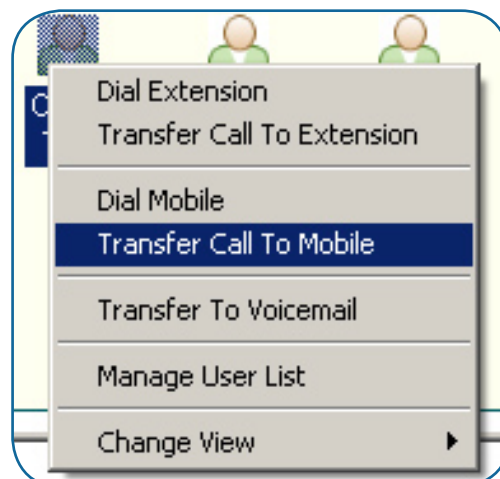 Dial Extension
Transfer Call To Extension
Dial Mobile
Transfer Call To Mobile
Transfer To Voicemail
Manage User List
Change View